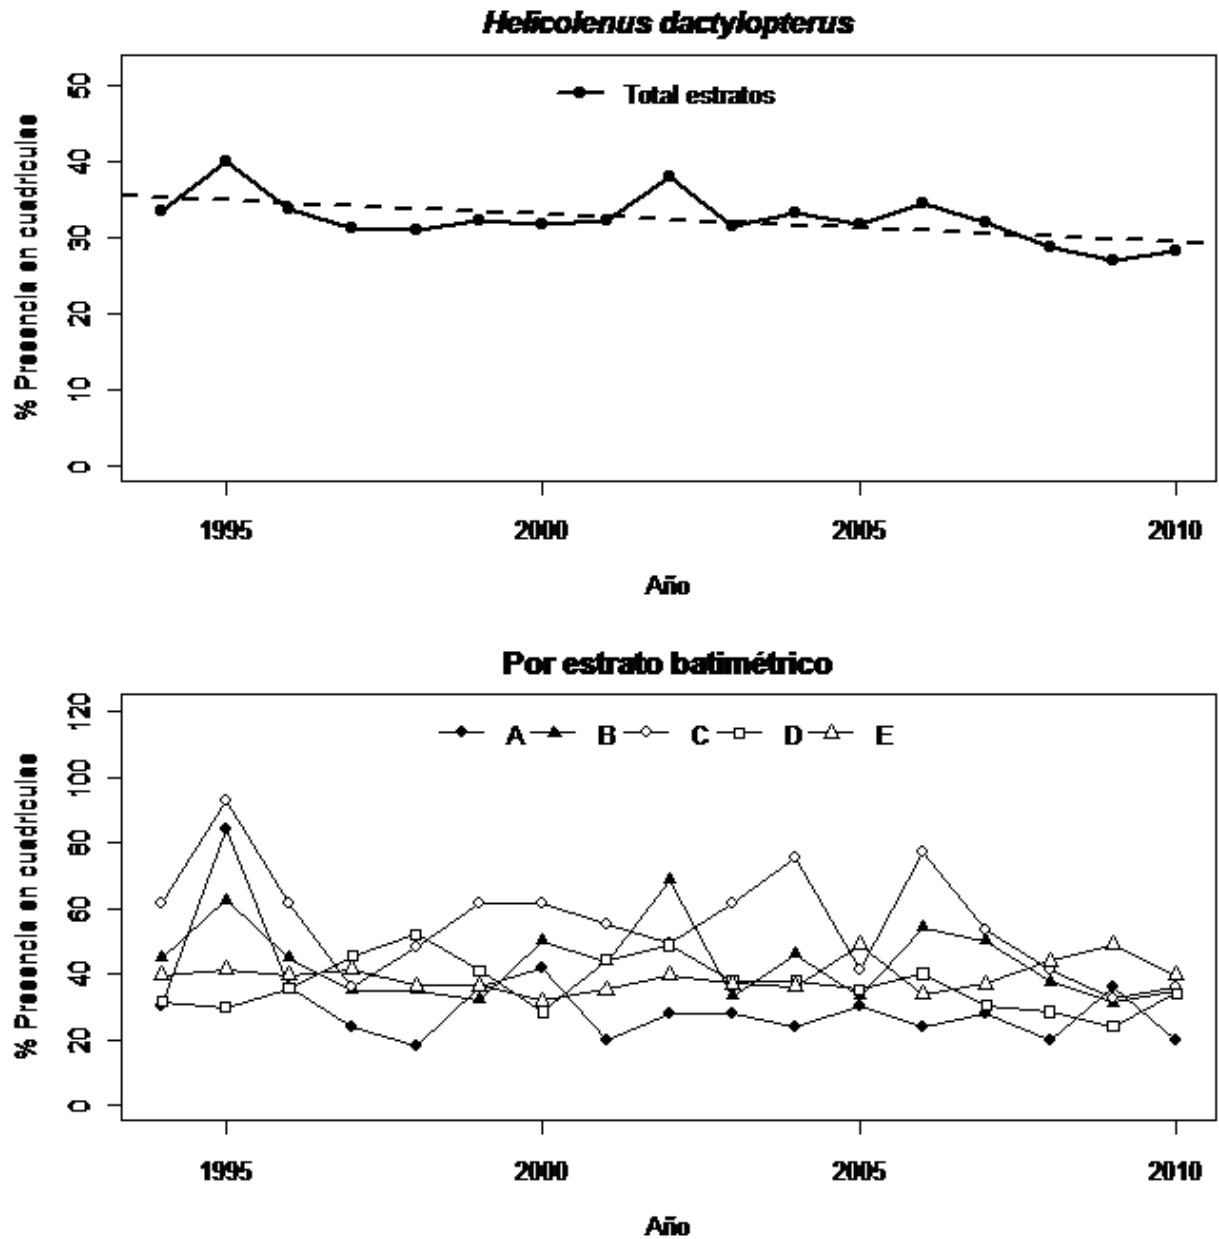 Helicolenus dactylopterus
Total estratos
% Presencia en cuadrículas
50
40
30
20
10
0
1995 2000 2005 2010
Año
Por estrato batimétrico
A B C D E
% Presencia en cuadrículas
120
100
80
60
40
20
0
1995 2000 2005 2010
Año